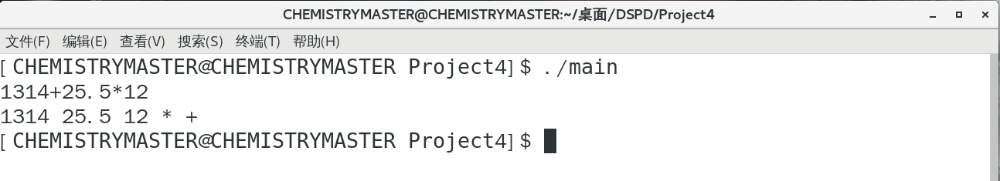 CHEMISTRYMASTER@CHEMISTRYMASTER:~/桌面/DSPD/Project4
文件(F) 编辑(E) 查看(V) 搜索(S) 终端(T) 帮助(H)
[CHEMISTRYMASTER@CHEMISTRYMASTER Project4]$ ./main
1314+25.5*12
1314 25.5 12 * +
[CHEMISTRYMASTER@CHEMISTRYMASTER Project4]$